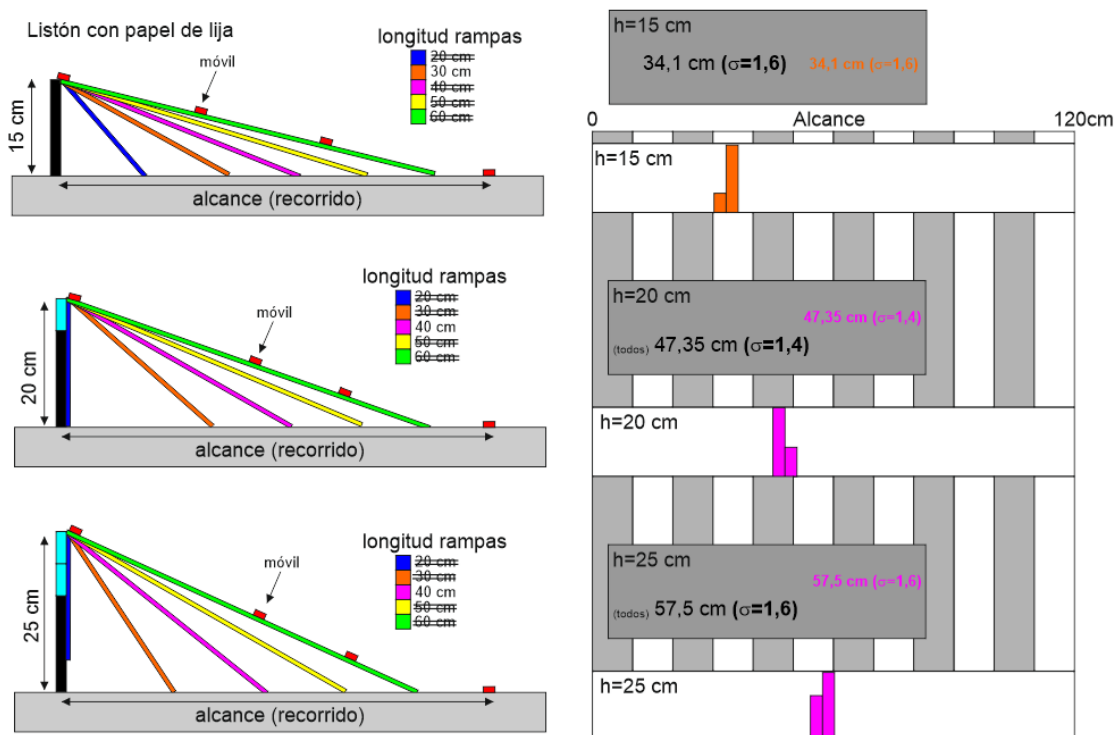 Listón con papel de lija
longitud rampas
móvil
20 cm
30 cm
40 cm
50 cm
60 cm
15 cm
alcance (recorrido)
longitud rampas
20 cm
30 cm
40 cm
50 cm
60 cm
móvil
20 cm
alcance (recorrido)
longitud rampas
20 cm
30 cm
40 cm
50 cm
60 cm
móvil
25 cm
alcance (recorrido)
h=15 cm
34,1 cm (σ=1,6) 34,1 cm (σ=1,6)
0 Alcance 120cm
h=15 cm
h=20 cm
47,35 cm (σ=1,4)
(todos) 47,35 cm (σ=1,4)
h=20 cm
h=25 cm
57,5 cm (σ=1,6)
(todos) 57,5 cm (σ=1,6)
h=25 cm